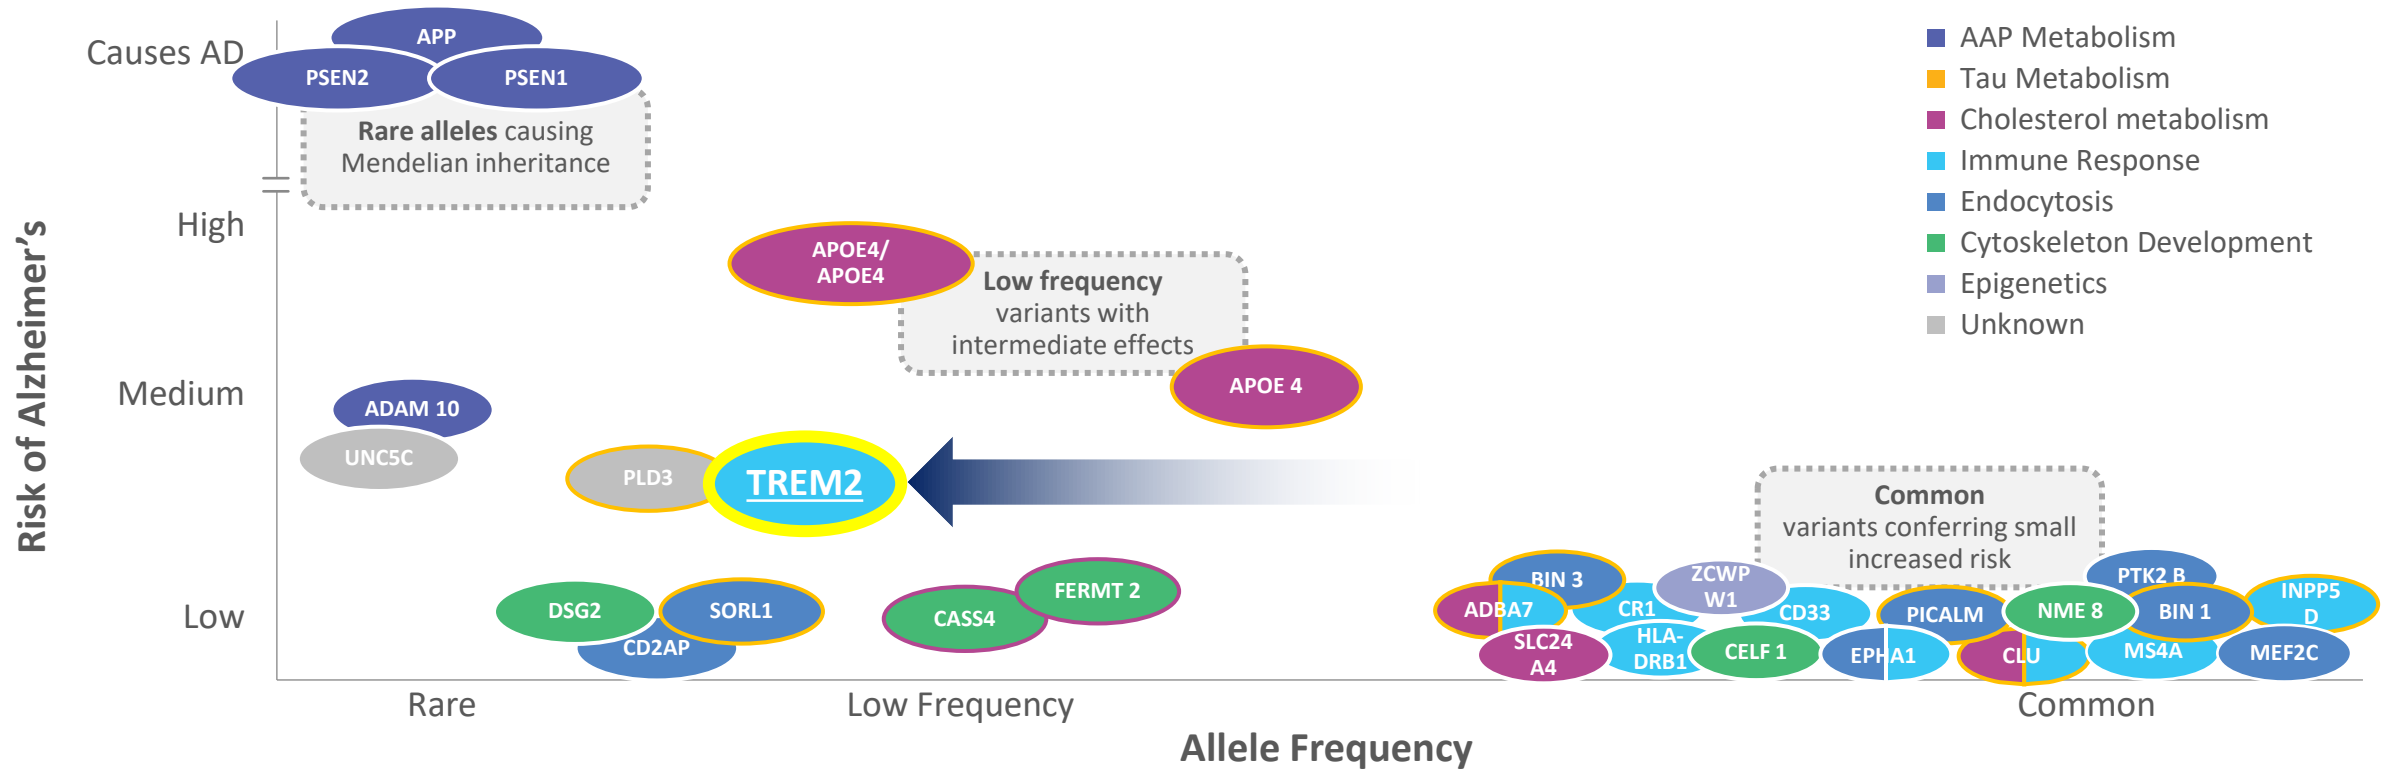 Causes AD
High
Medium
Low
Risk of Alzheimer's
APP
PSEN2
PSEN1
Rare alleles causing
Mendelian inheritance
APOE4/
APOE4
Low frequency
variants with
intermediate effects
APOE 4
ADAM 10
UNC5C
PLD3
TREM2
DSG2
SORL1
CD2AP
CASS4
FERMT 2
Common
variants conferring small
increased risk
BIN 3
ADBA7
SLC24
A4
CR1
HLA-
DRB1
ZCWP
W1
CD33
CELF 1
PICALM
EPHA1
CLU
NME 8
PTK2 B
BIN 1
MS4A
INPP5
D
MEF2C
AAP Metabolism
Tau Metabolism
Cholesterol metabolism
Immune Response
Endocytosis
Cytoskeleton Development
Epigenetics
Unknown
Rare
Low Frequency
Common
Allele Frequency